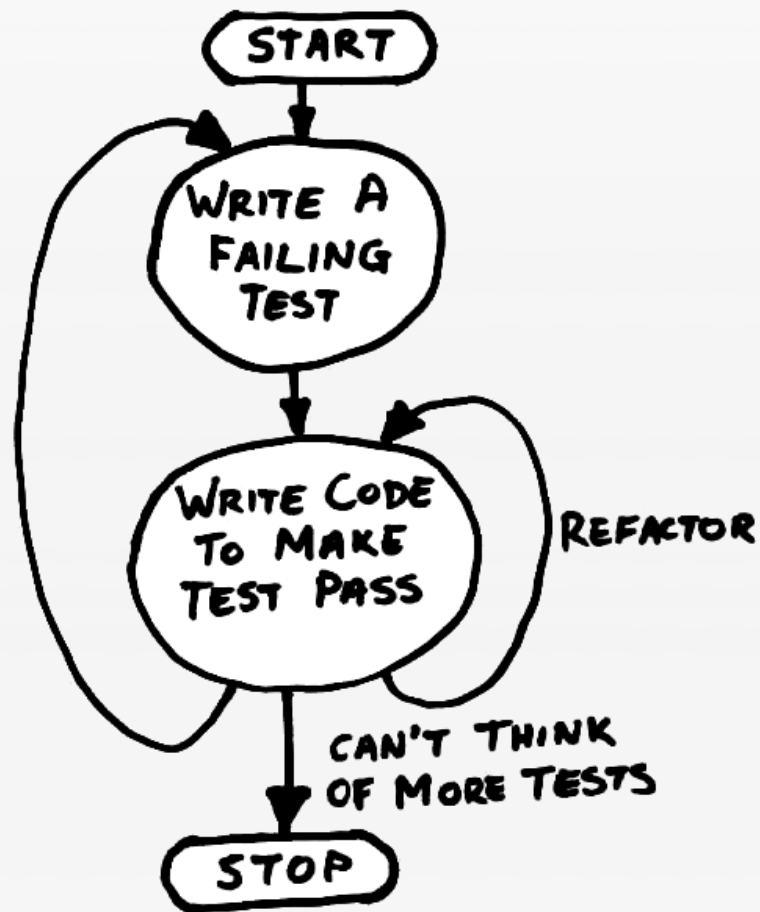 START
WRITE A
FAILING
TEST
WRITE CODE
TO MAKE
TEST PASS
REFACTOR
CAN'T THINK
OF MORE TESTS
STOP